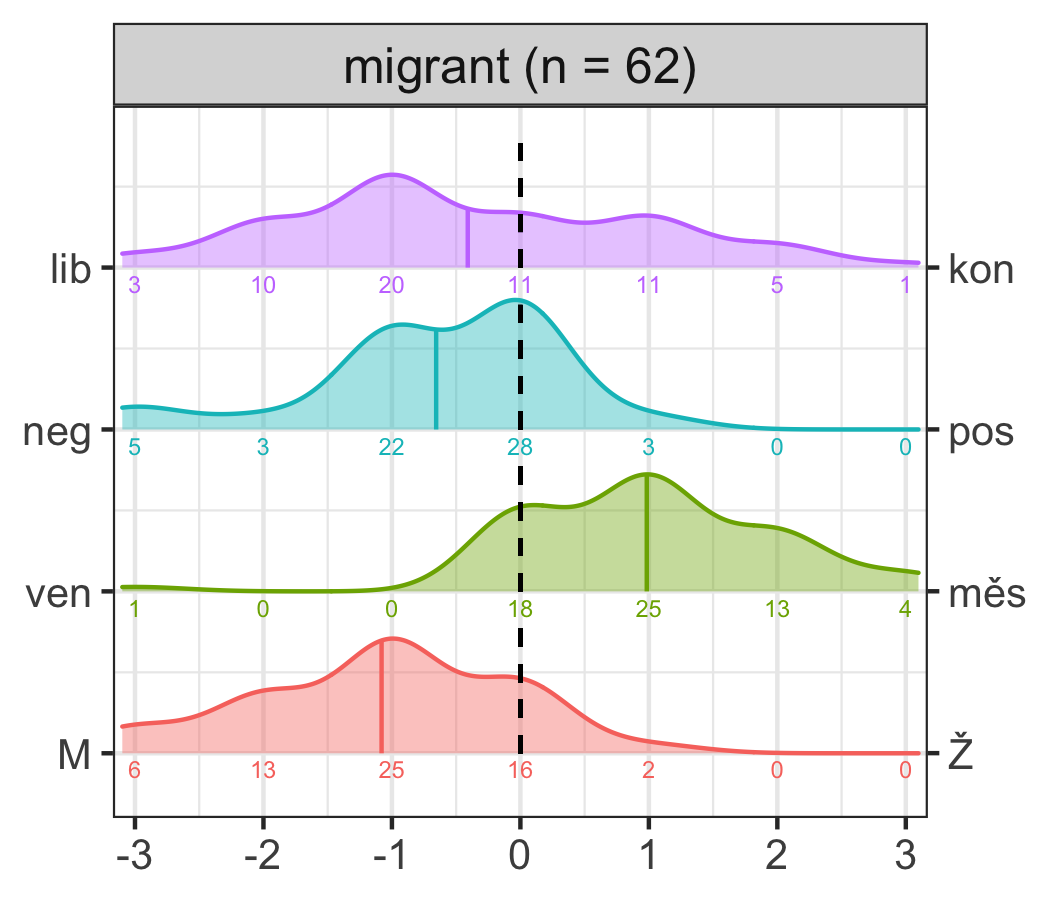 migrant (n = 62)
lib kon
3 10 20 11 11 5 1
neg pos
5 3 22 28 3 0 0
ven měs
1 0 0 18 25 13 4
M Ž
6 13 25 16 2 0 0
-3 -2 -1 0 1 2 3